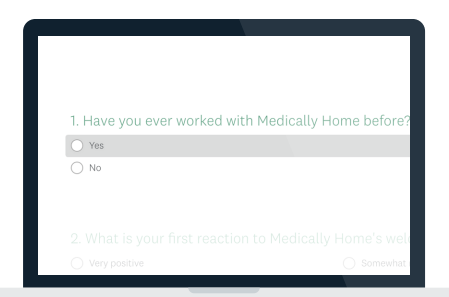 1. Have you ever worked with Medically Home before?
Yes
No
2. What is your first reaction to Medically Home's
Very positive
Somewhat